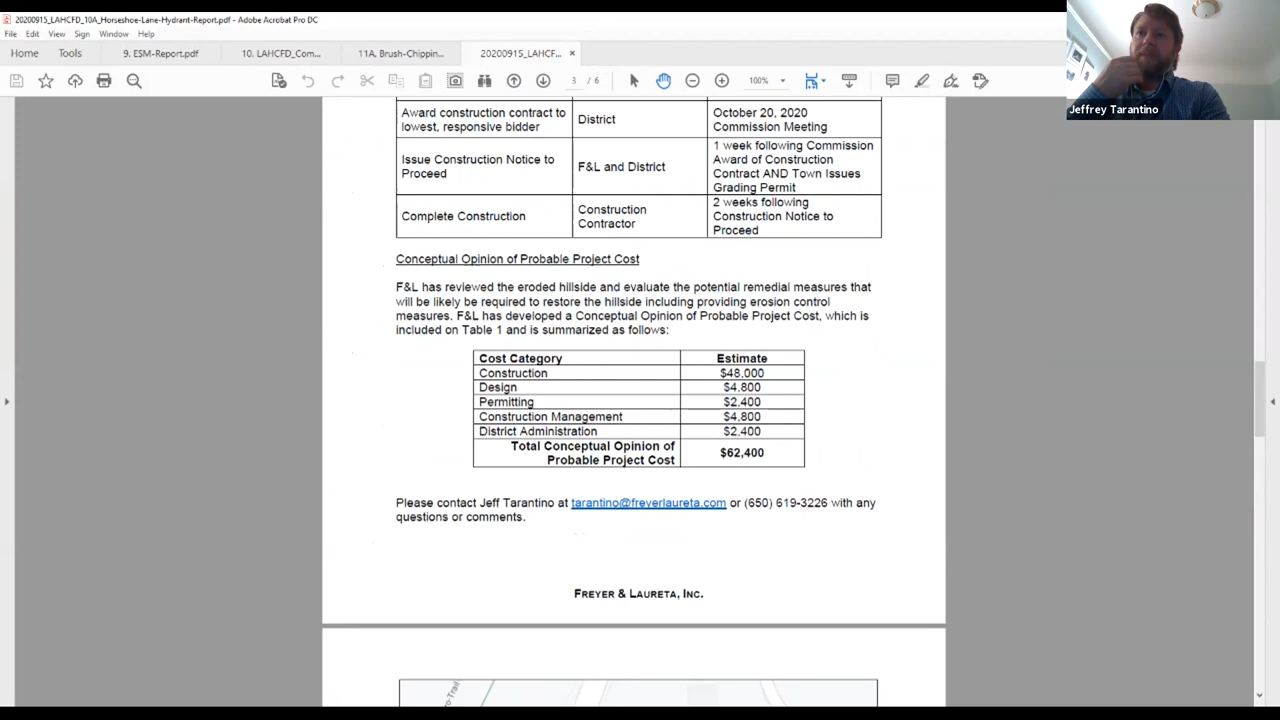 20200915_LAHCFD_10A_Horseshoe-Lane-Hydrant-Report.pdf - Adobe Acrobat Pro DC
File Edit View Sign Window Help
Home Tools 9. ESM-Report.pdf 10. LAHCFD_Com... 11A. Brush-Chippin... 20200915_LAHCF... ×
3 / 6 100%
Jeffrey Tarantino
Award construction contract to
lowest, responsive bidder
District
October 20, 2020
Commission Meeting
Issue Construction Notice to
Proceed
F&L and District
1 week following Commission
Award of Construction
Contract AND Town Issues
Grading Permit
Complete Construction
Construction
Contractor
2 weeks following
Construction Notice to
Proceed
Conceptual Opinion of Probable Project Cost
F&L has reviewed the eroded hillside and evaluate the potential remedial measures that
will be likely be required to restore the hillside including providing erosion control
measures. F&L has developed a Conceptual Opinion of Probable Project Cost, which is
included on Table 1 and is summarized as follows:
Cost Category Estimate
Construction $48,000
Design $4,800
Permitting $2,400
Construction Management $4,800
District Administration $2,400
Total Conceptual Opinion of
Probable Project Cost
$62,400
Please contact Jeff Tarantino at tarantino@freyerlaureta.com or (650) 619-3226 with any
questions or comments.
FREYER & LAURETA, INC.
ro-Trail